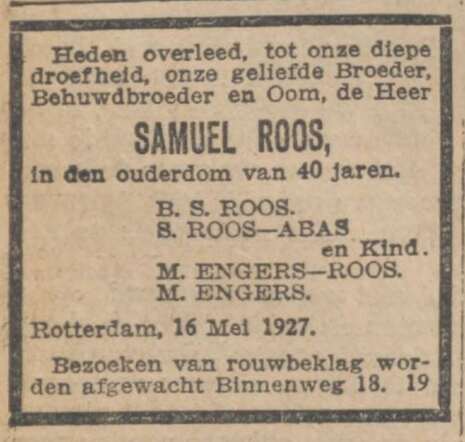 Heden overleed, tot onze diepe
droefheid, onze geliefde Broeder,
Behuwdbroeder en Oom, de Heer
SAMUEL ROOS,
in den ouderdom van 40 jaren.
B. S. ROOS.
S. ROOS—ABAS
en Kind.
M. ENGERS—ROOS.
M. ENGERS.
Rotterdam, 16 Mei 1927.
Bezoeken van rouwbeklag wor-
den afgewacht Binnenweg 18. 19